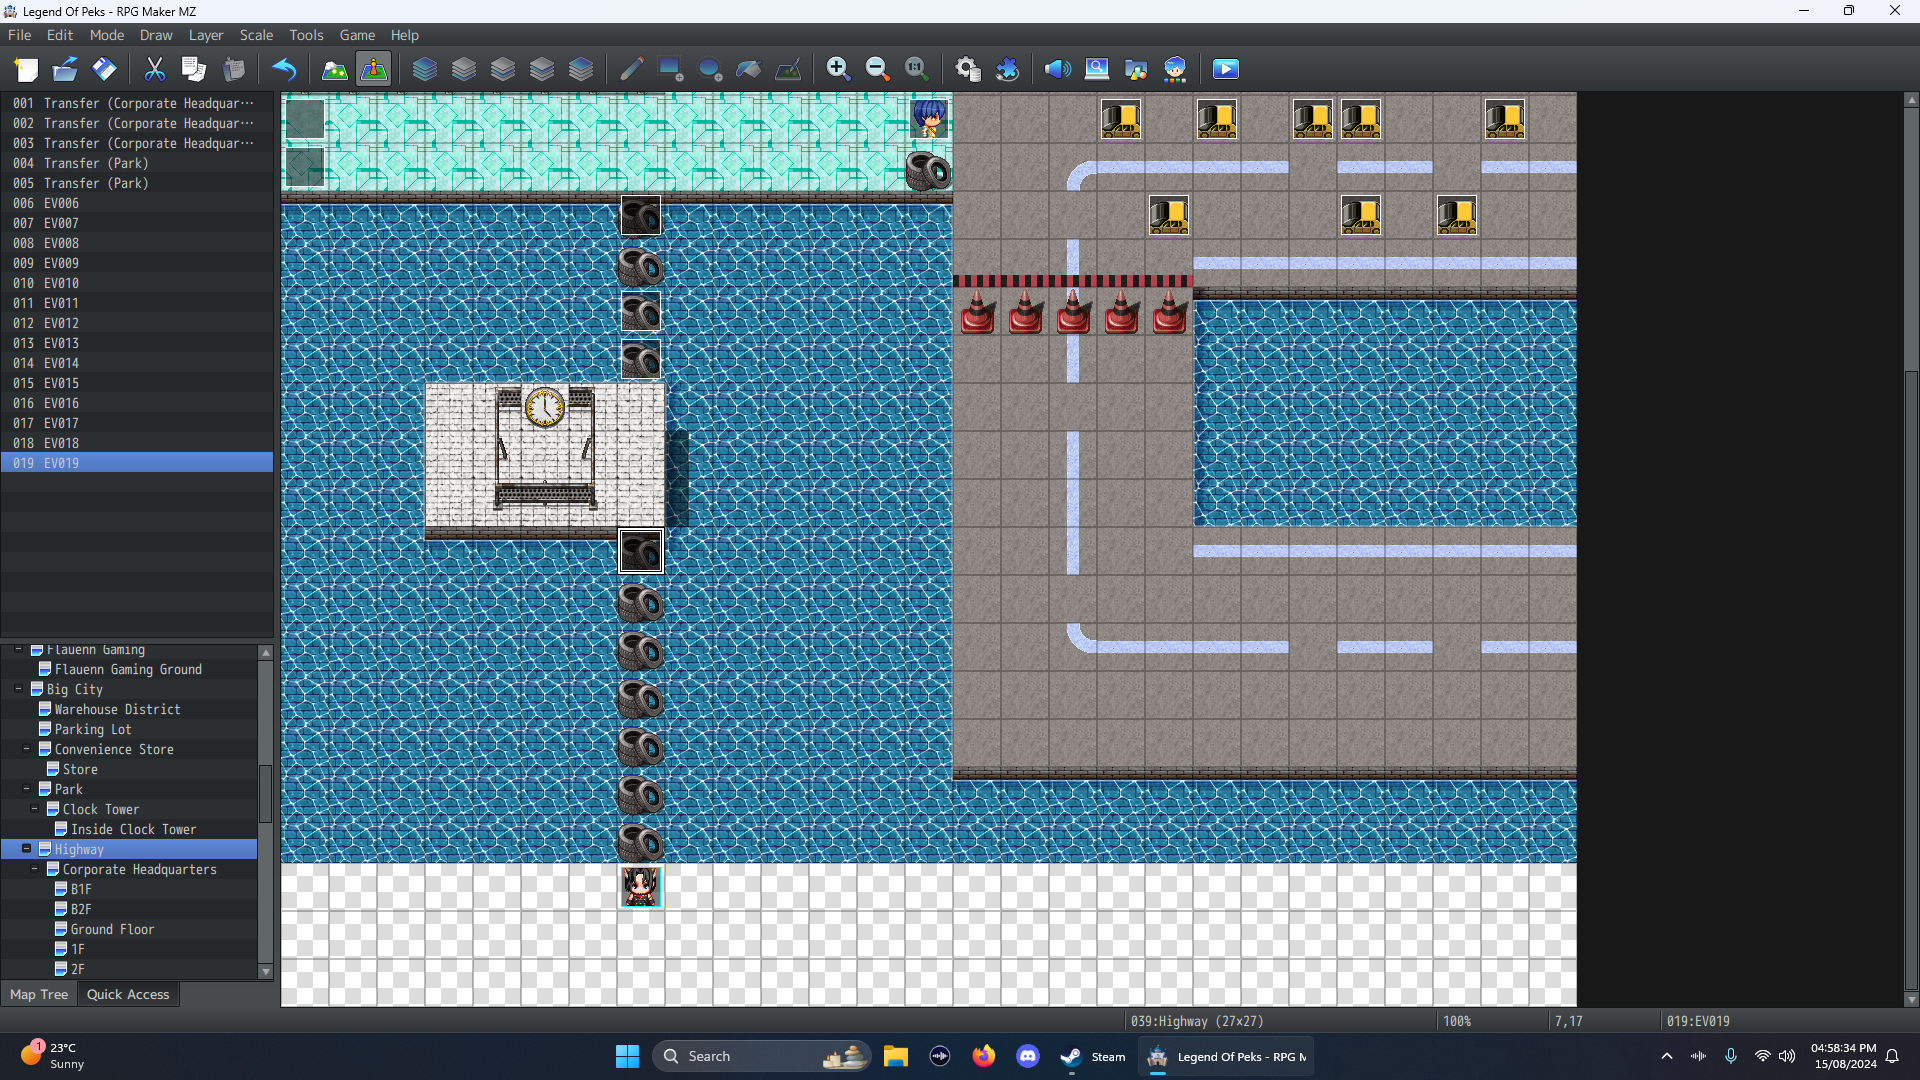 Legend Of Peks - RPG Maker MZ
File Edit Mode Draw Layer Scale Tools Game Help
1:1
001 Transfer (Corporate Headquar···
002 Transfer (Corporate Headquar···
003 Transfer (Corporate Headquar···
004 Transfer (Park)
005 Transfer (Park)
006 EV006
007 EV007
008 EV008
009 EV009
010 EV010
011 EV011
012 EV012
013 EV013
014 EV014
015 EV015
016 EV016
017 EV017
018 EV018
019 EV019
Flauenn Gaming
Flauenn Gaming Ground
Big City
Warehouse District
Parking Lot
Convenience Store
Store
Park
Clock Tower
Inside Clock Tower
Highway
Corporate Headquarters
B1F
B2F
Ground Floor
1F
2F
Map Tree Quick Access
039:Highway (27×27) 100% 7,17 019:EV019
1
23°C
Sunny
Search
Steam
Legend Of Peks - RPG M
04:58:34 PM
15/08/2024